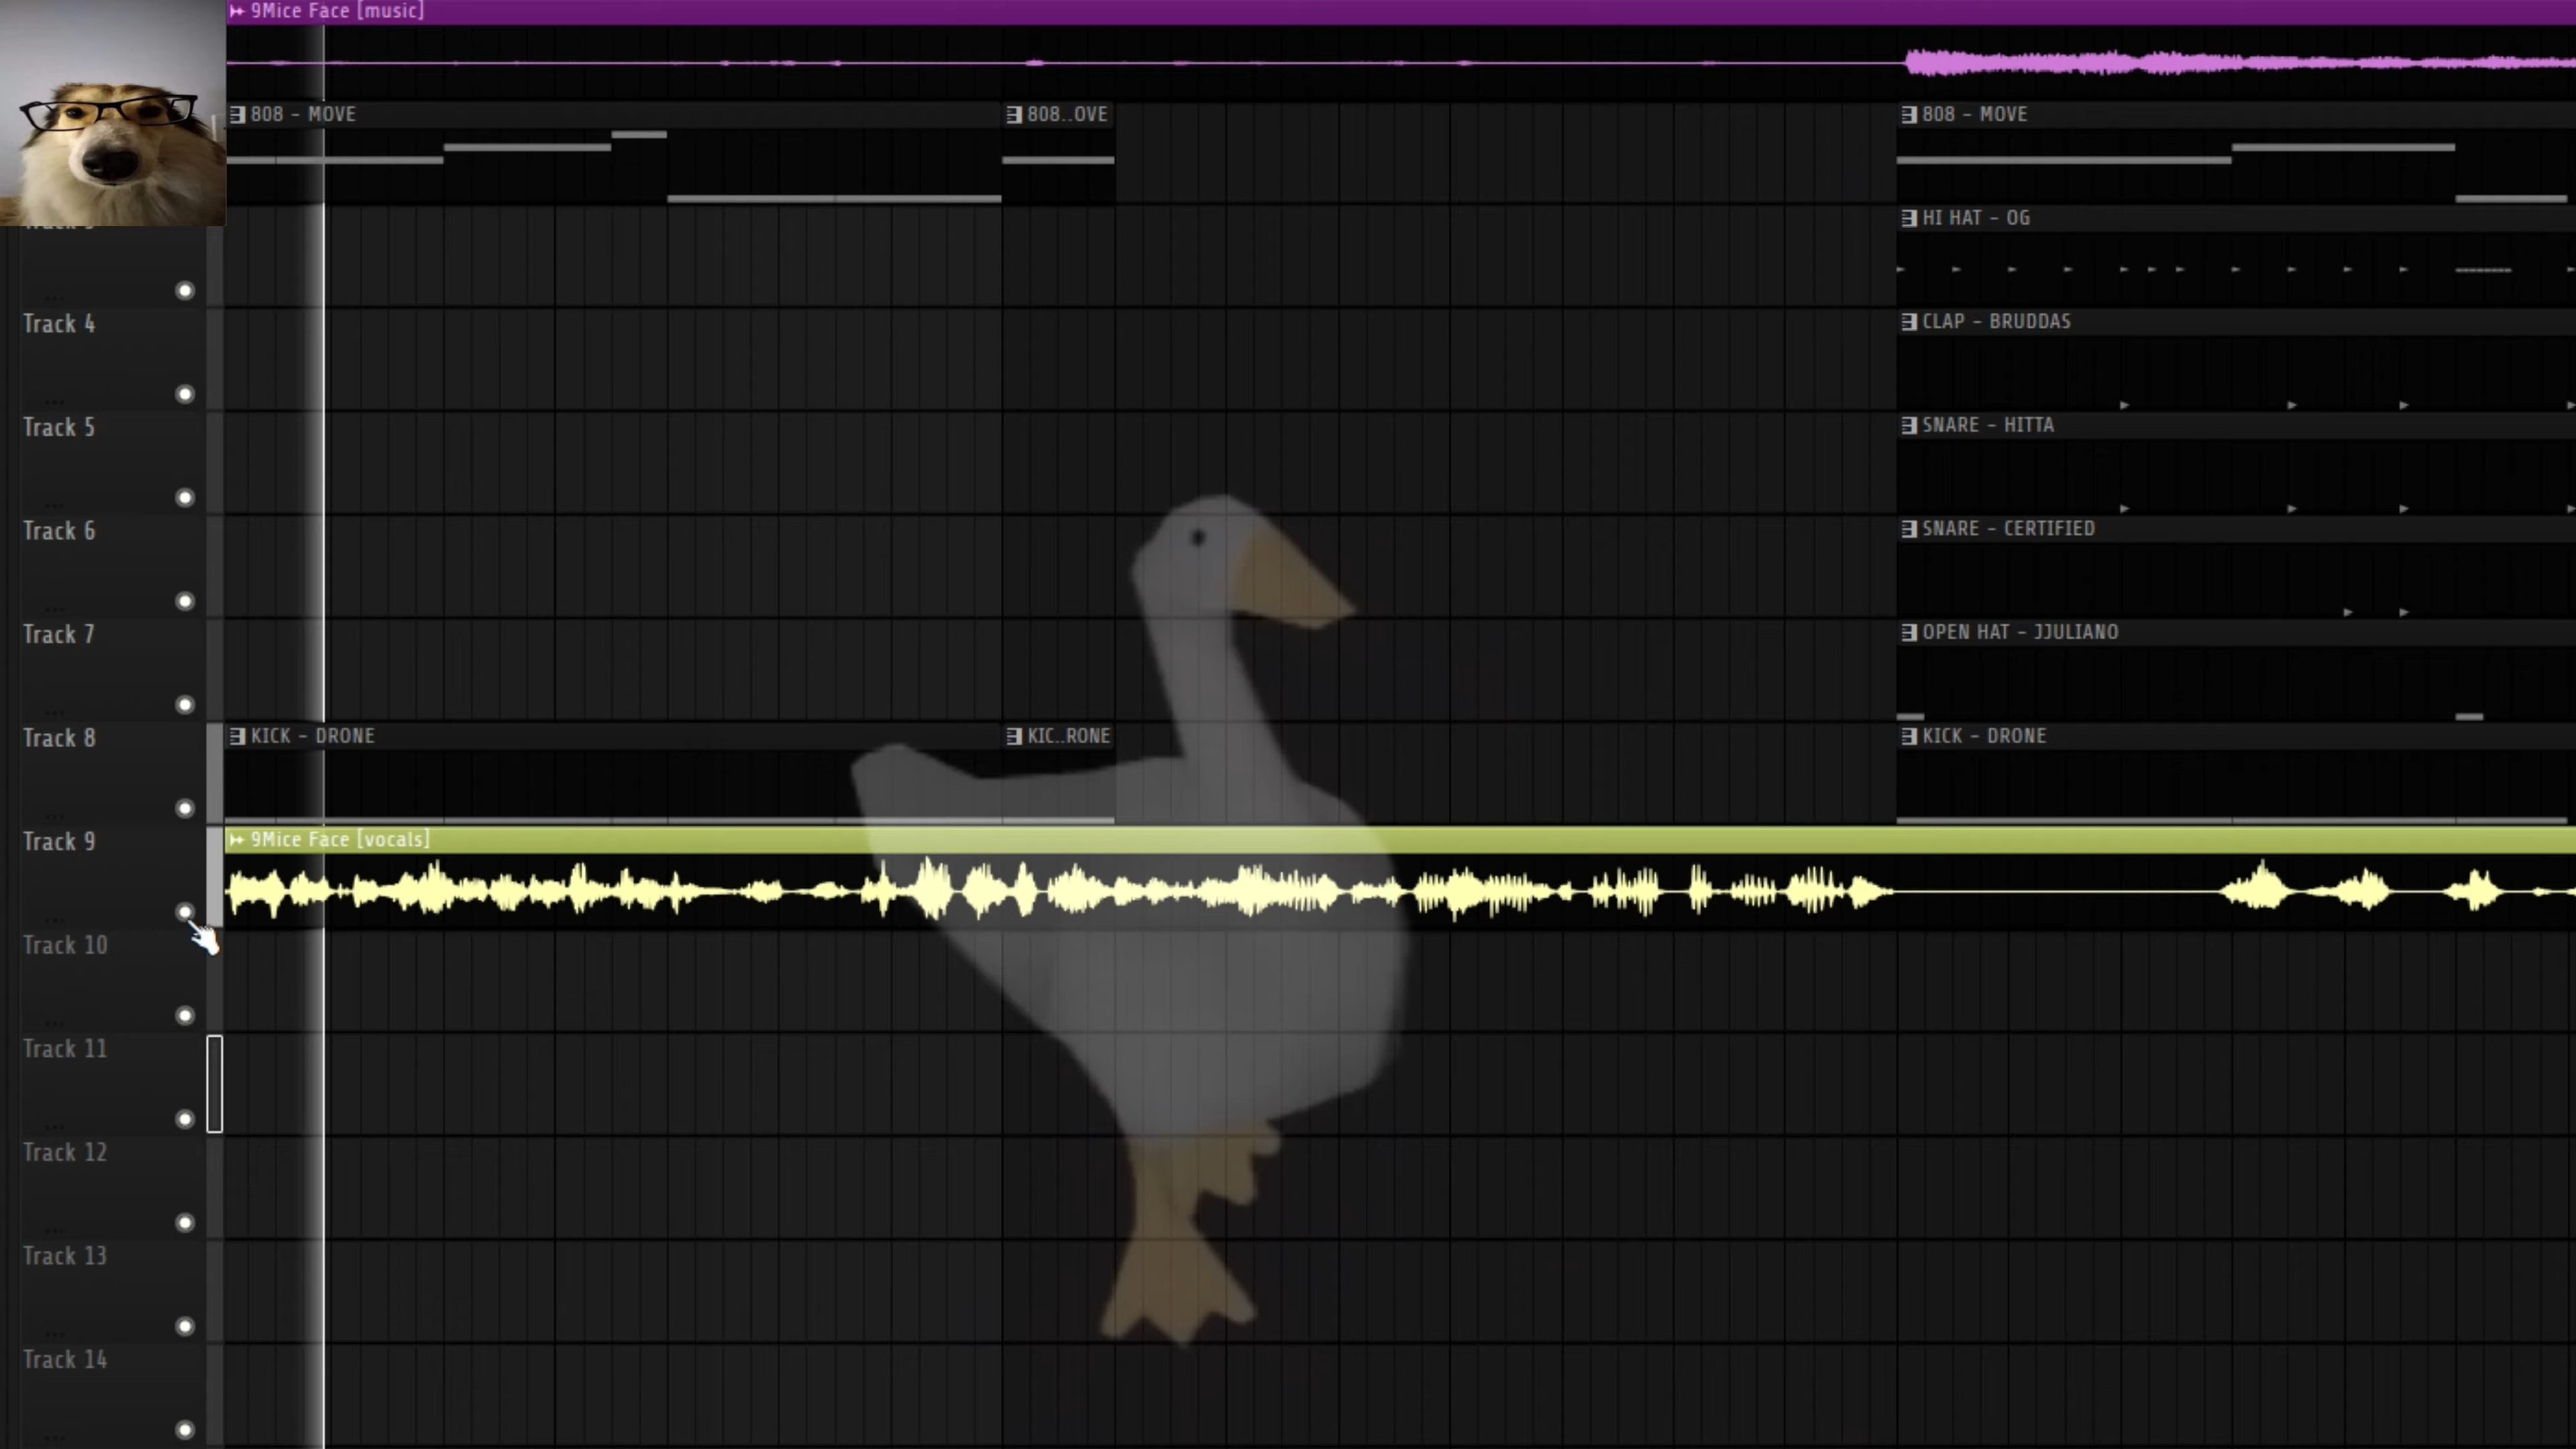 9Mice Face [music]
808 - MOVE
808..OVE
808 - MOVE
HI HAT - OG
Track 4
CLAP - BRUDDAS
Track 5
SNARE - HITTA
Track 6
SNARE - CERTIFIED
Track 7
OPEN HAT - JJULIANO
Track 8
KICK - DRONE
KIC..RONE
KICK - DRONE
Track 9
9Mice Face [vocals]
Track 10
Track 11
Track 12
Track 13
Track 14